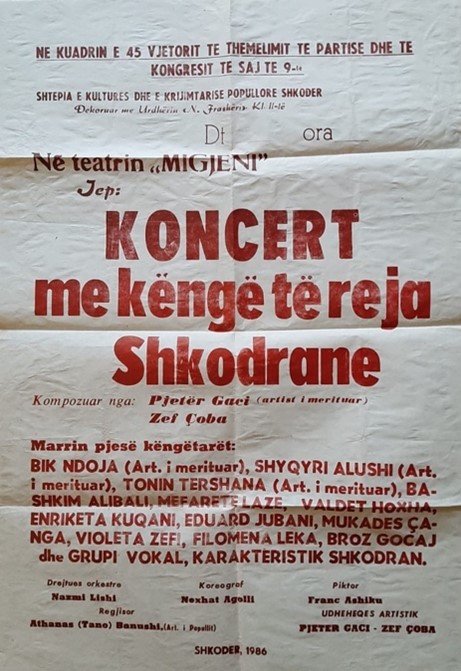 NE KUADRIN E 45 VJETORIT TE THEMELIMIT TE PARTISE DHE TE
KONGRESIT TE SAJ TE 9-të
SHTEPIA E KULTURES DHE E KRIJIMTARISE POPULLORE SHKODER
Dekoruar me Urdhërin «N. Frashëri» Kl. II-të
Dt ora
Në teatrin „MIGJENI”
Jep:
KONCERT
me këngë të reja
Shkodrane
Kompozuar nga: Pjetër Gaci (artist i merituar)
Zef Çoba
Marrin pjesë këngëtarët:
BIK NDOJA (Art. i merituar), SHYQYRI ALUSHI (Art.
i merituar), TONIN TERSHANA (Art. i merituar), BA-
SHKIM ALIBALI, MEFARETE LAZE, VALDET HOXHA,
ENRIKETA KUQANI, EDUARD JUBANI, MUKADES ÇA-
NGA, VIOLETA ZEFI, FILOMENA LEKA, BROZ GOCAJ
dhe GRUPI VOKAL, KARAKTERISTIK SHKODRAN.
Drejtues orkestre Koreograf Piktor
Nazmi Lishi Nexhat Agolli Franc Ashiku
Regjisor UDHEHEQES ARTISTIK
Athanas (Tano) Banushi,(Art. i Popullit) PJETER GACI - ZEF ÇOBA
SHKODER, 1986